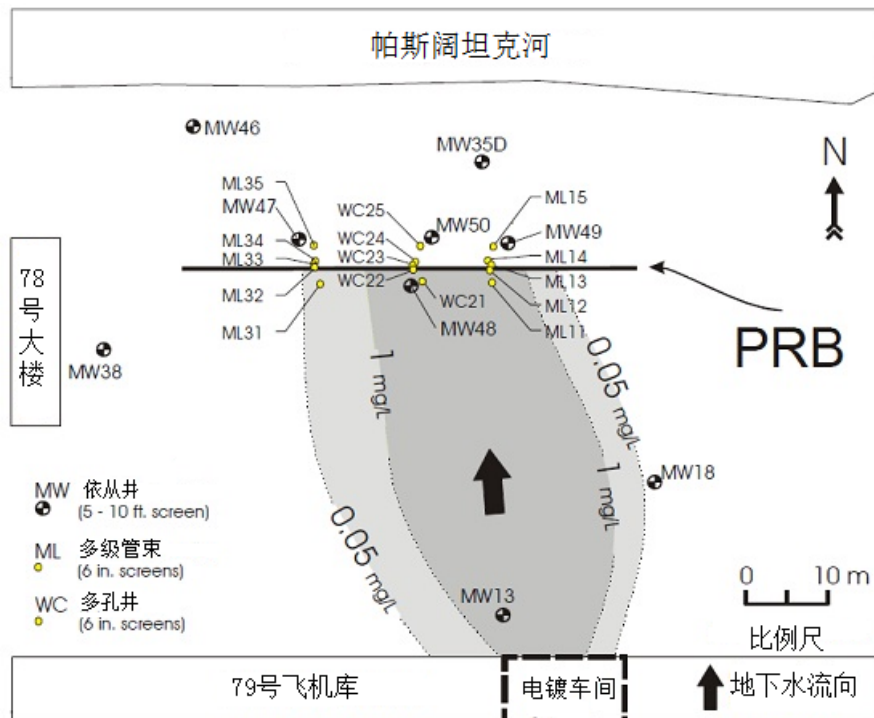 帕斯阔坦克河
MW46
MW35D
N
ML35
MW47
ML34
ML33
ML32
ML31
WC25
WC24
WC23
WC22
MW50
WC21
MW48
ML15
MW49
ML14
ML13
ML12
ML11
PRB
78号大楼
MW38
1 mg/L
0.05 mg/L
1 mg/L
0.05 mg/L
MW18
MW13
MW 依从井
(5 - 10 ft. screen)
ML 多级管束
(6 in. screens)
WC 多孔井
(6 in. screens)
0 10 m
比例尺
79号飞机库
电镀车间
地下水流向